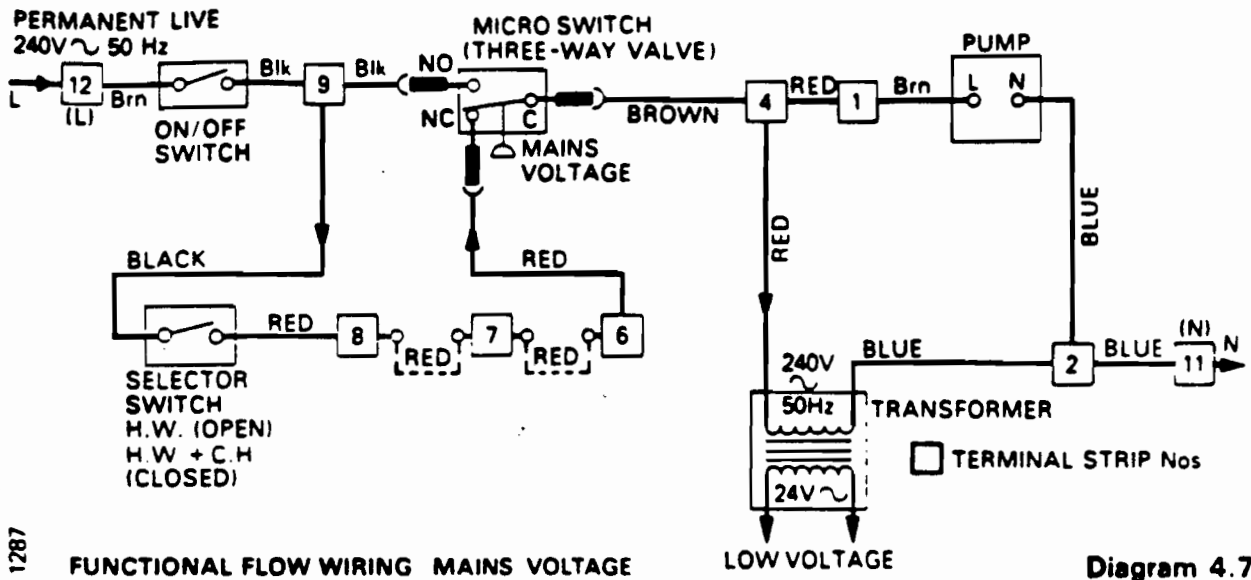 PERMANENT LIVE
240V~ 50 Hz
L
12
(L)
Brn
ON/OFF
SWITCH
Blk
9
Blk
NO
MICRO SWITCH
(THREE-WAY VALVE)
NC
C
MAINS
VOLTAGE
BROWN
4
RED
1
Brn
PUMP
L N
BLUE
BLACK
RED
RED
SELECTOR
SWITCH
H.W. (OPEN)
H.W + C.H
(CLOSED)
RED
8
RED
7
RED
6
240V
~
50Hz
BLUE
TRANSFORMER
24V~
LOW VOLTAGE
2
BLUE
(N)
11
N
TERMINAL STRIP Nos
1287
FUNCTIONAL FLOW WIRING MAINS VOLTAGE
Diagram 4.7